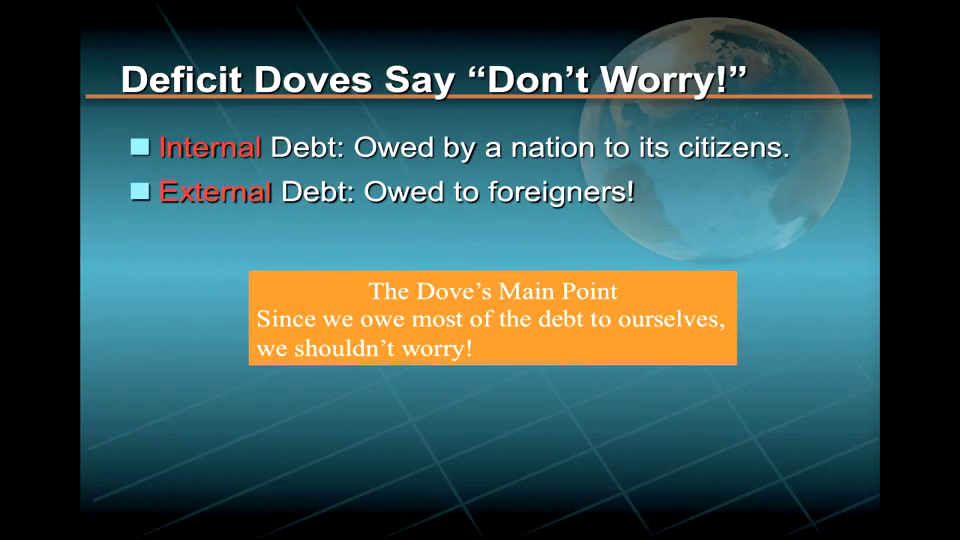 Deficit Doves Say “Don’t Worry!”
Internal Debt: Owed by a nation to its citizens.
External Debt: Owed to foreigners!
The Dove’s Main Point
Since we owe most of the debt to ourselves,
we shouldn’t worry!